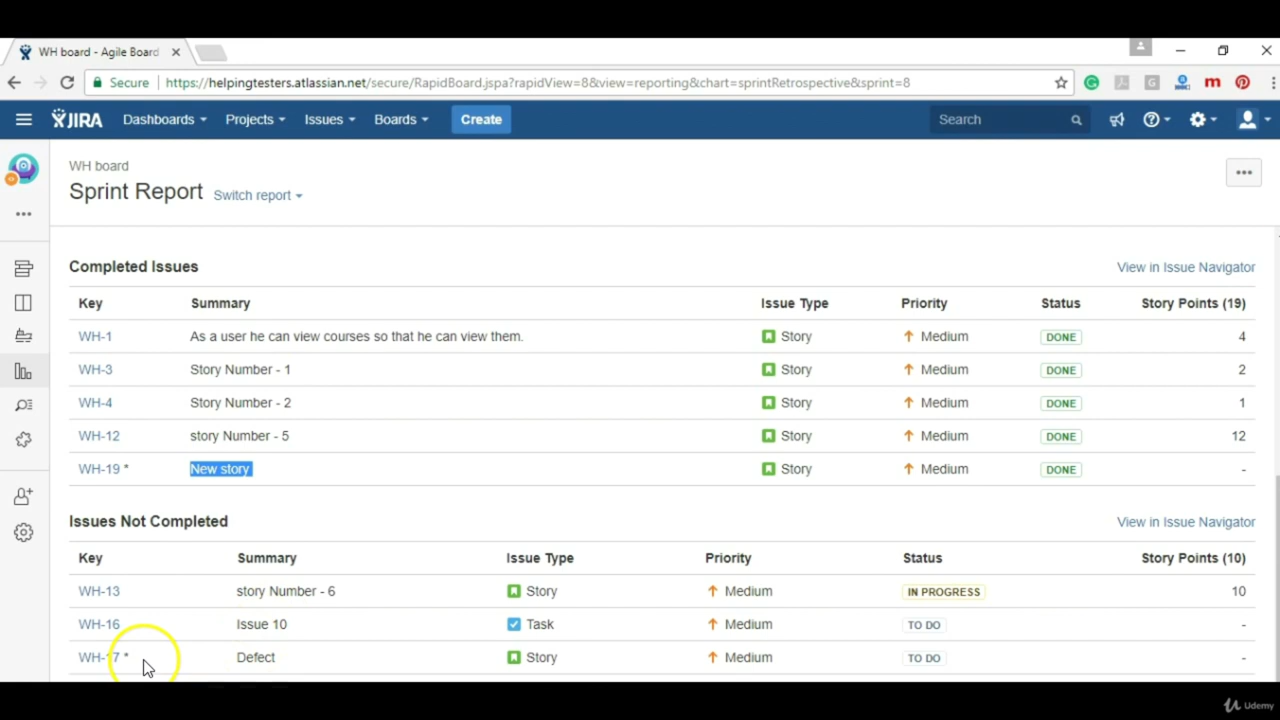 WH board - Agile Board
Secure https://helpingtesters.atlassian.net/secure/RapidBoard.jspa?rapidView=8&view=reporting&chart=sprintRetrospective&sprint=8
JIRA Dashboards Projects Issues Boards Create Search
WH board
Sprint Report Switch report
Completed Issues View in Issue Navigator
Key Summary Issue Type Priority Status Story Points (19)
WH-1 As a user he can view courses so that he can view them. Story Medium DONE 4
WH-3 Story Number - 1 Story Medium DONE 2
WH-4 Story Number - 2 Story Medium DONE 1
WH-12 story Number - 5 Story Medium DONE 12
WH-19 * New story Story Medium DONE -
Issues Not Completed View in Issue Navigator
Key Summary Issue Type Priority Status Story Points (10)
WH-13 story Number - 6 Story Medium IN PROGRESS 10
WH-16 Issue 10 Task Medium TO DO -
WH-17 * Defect Story Medium TO DO -
Udemy